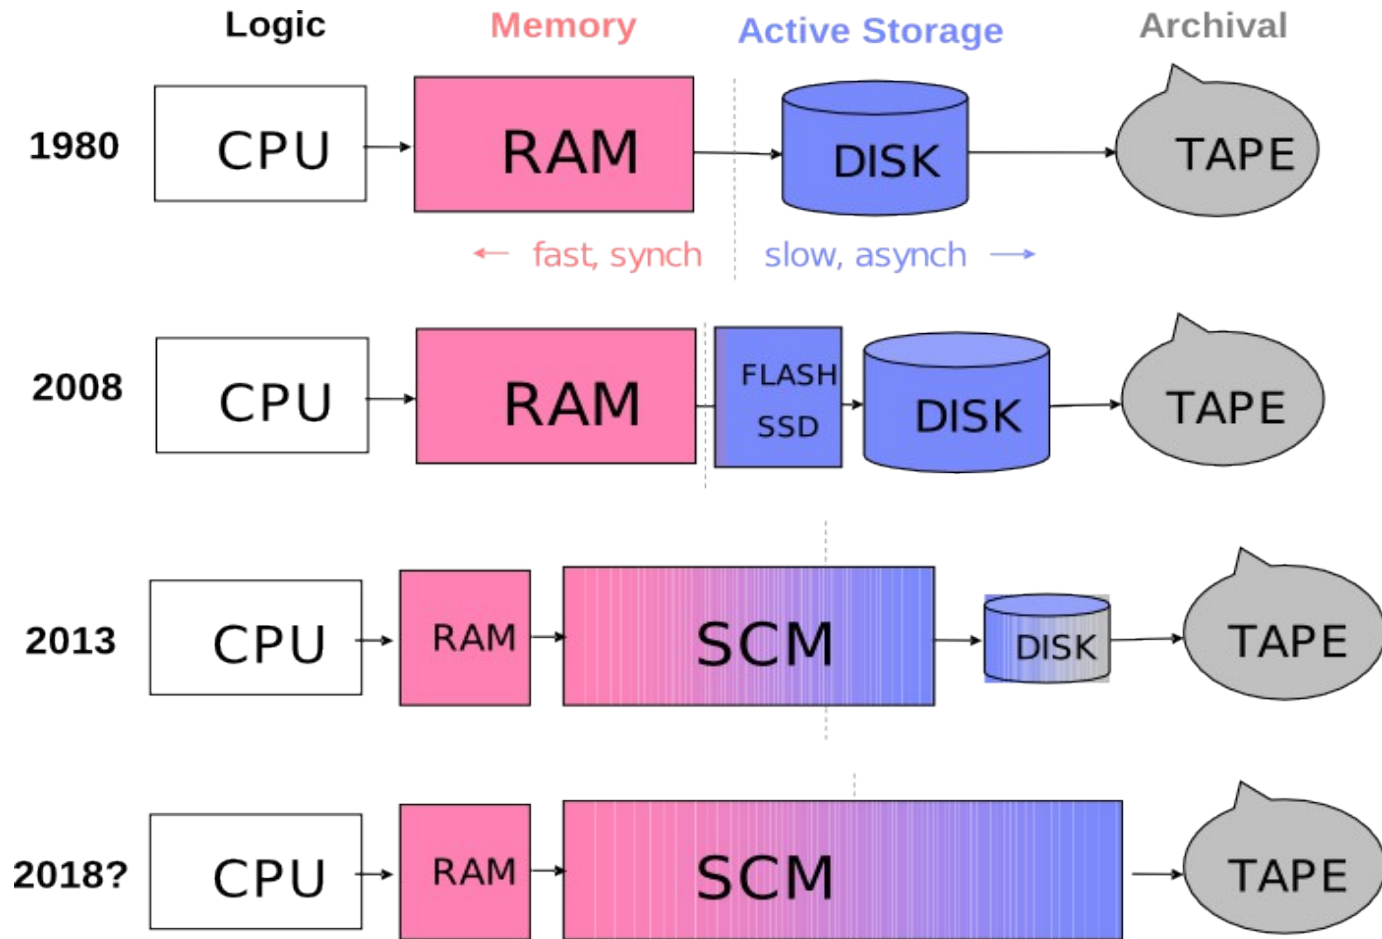 Logic Memory Active Storage Archival
1980 CPU RAM DISK TAPE
← fast, synch slow, asynch →
2008 CPU RAM FLASH SSD DISK TAPE
2013 CPU RAM SCM DISK TAPE
2018? CPU RAM SCM TAPE